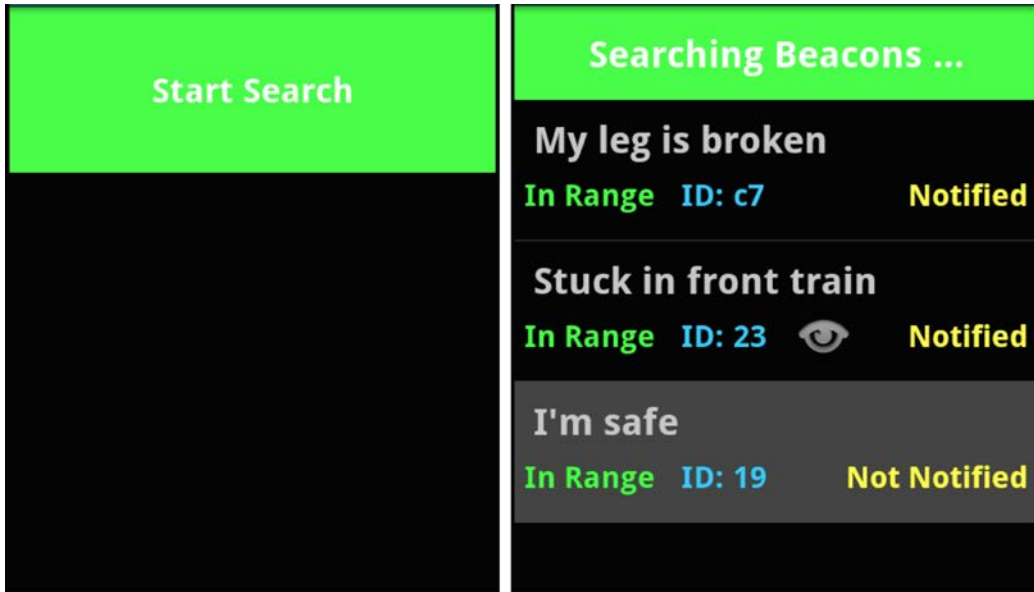 Start Search
Searching Beacons ...
My leg is broken
In Range ID: c7 Notified
Stuck in front train
In Range ID: 23 Notified
I'm safe
In Range ID: 19 Not Notified